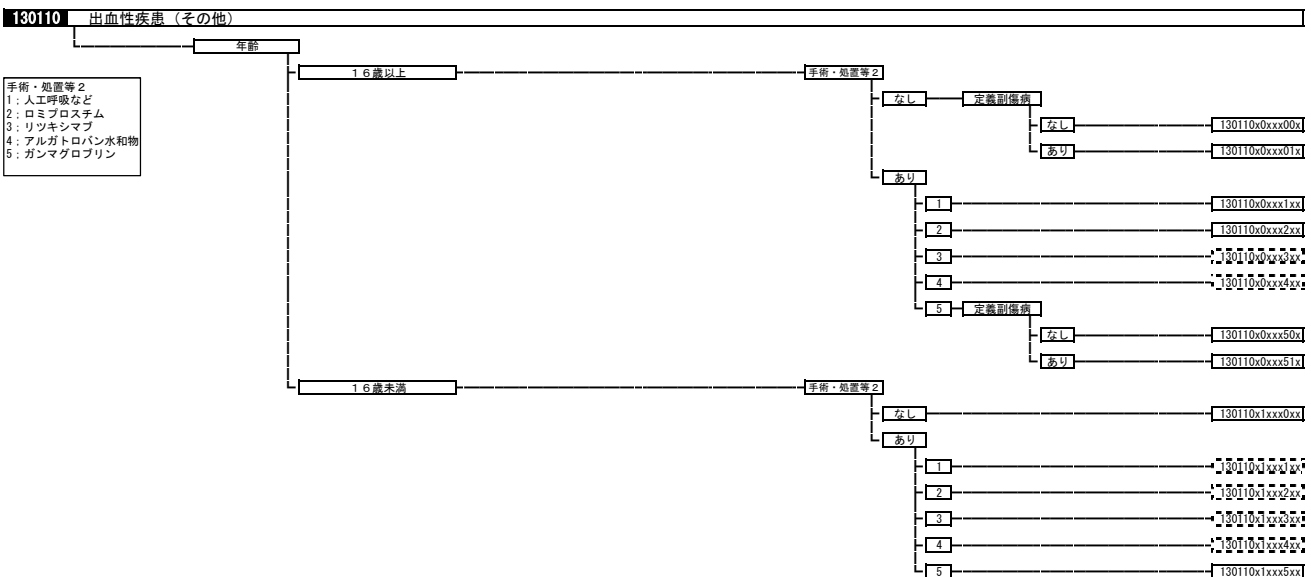 130110 出血性疾患（その他）
年齢
１６歳以上
手術・処置等２
手術・処置等２
1：人工呼吸など
2：ロミプロスチム
3：リツキシマブ
4：アルガトロバン水和物
5：ガンマグロブリン
なし
定義副傷病
なし
130110x0xxx00x
あり
130110x0xxx01x
あり
1
130110x0xxx1xx
2
130110x0xxx2xx
3
130110x0xxx3xx
4
130110x0xxx4xx
5
定義副傷病
なし
130110x0xxx50x
あり
130110x0xxx51x
１６歳未満
手術・処置等２
なし
130110x1xxx0xx
あり
1
130110x1xxx1xx
2
130110x1xxx2xx
3
130110x1xxx3xx
4
130110x1xxx4xx
5
130110x1xxx5xx